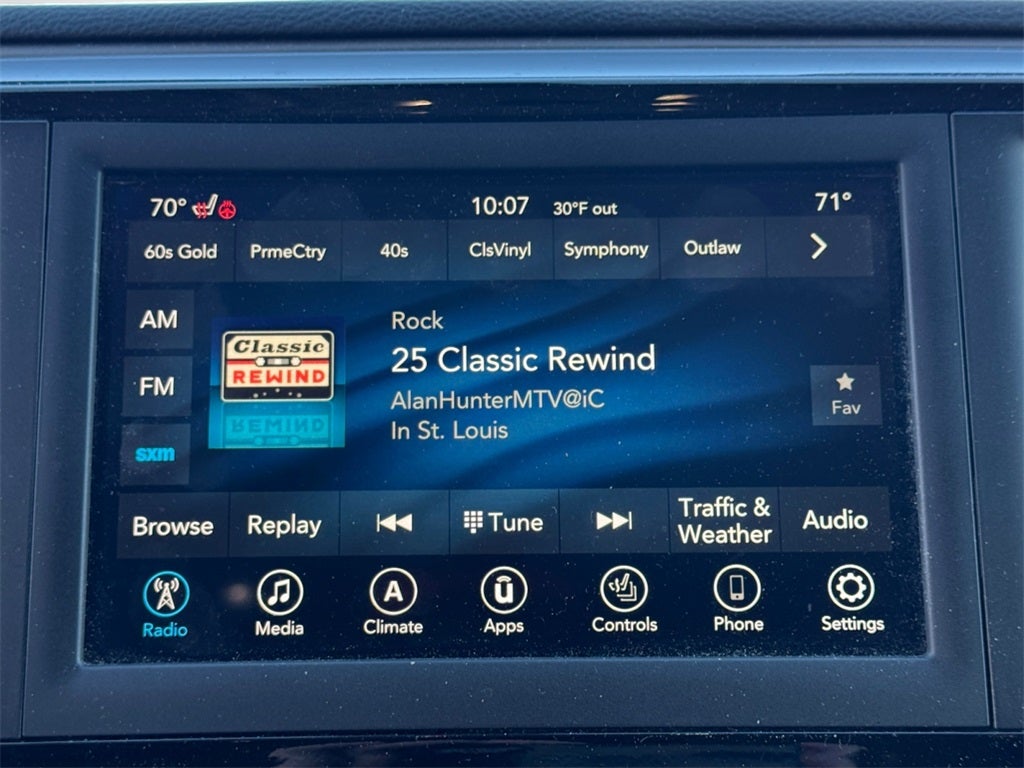 70° 10:07 30°F out 71°
60s Gold PrmeCtry 40s ClsVinyl Symphony Outlaw
AM
FM
sxm
Classic
REWIND
REWIND
Rock
25 Classic Rewind
AlanHunterMTV@iC
In St. Louis
Fav
Browse Replay Tune Traffic & Weather Audio
Radio Media A Climate û Apps Controls Phone Settings